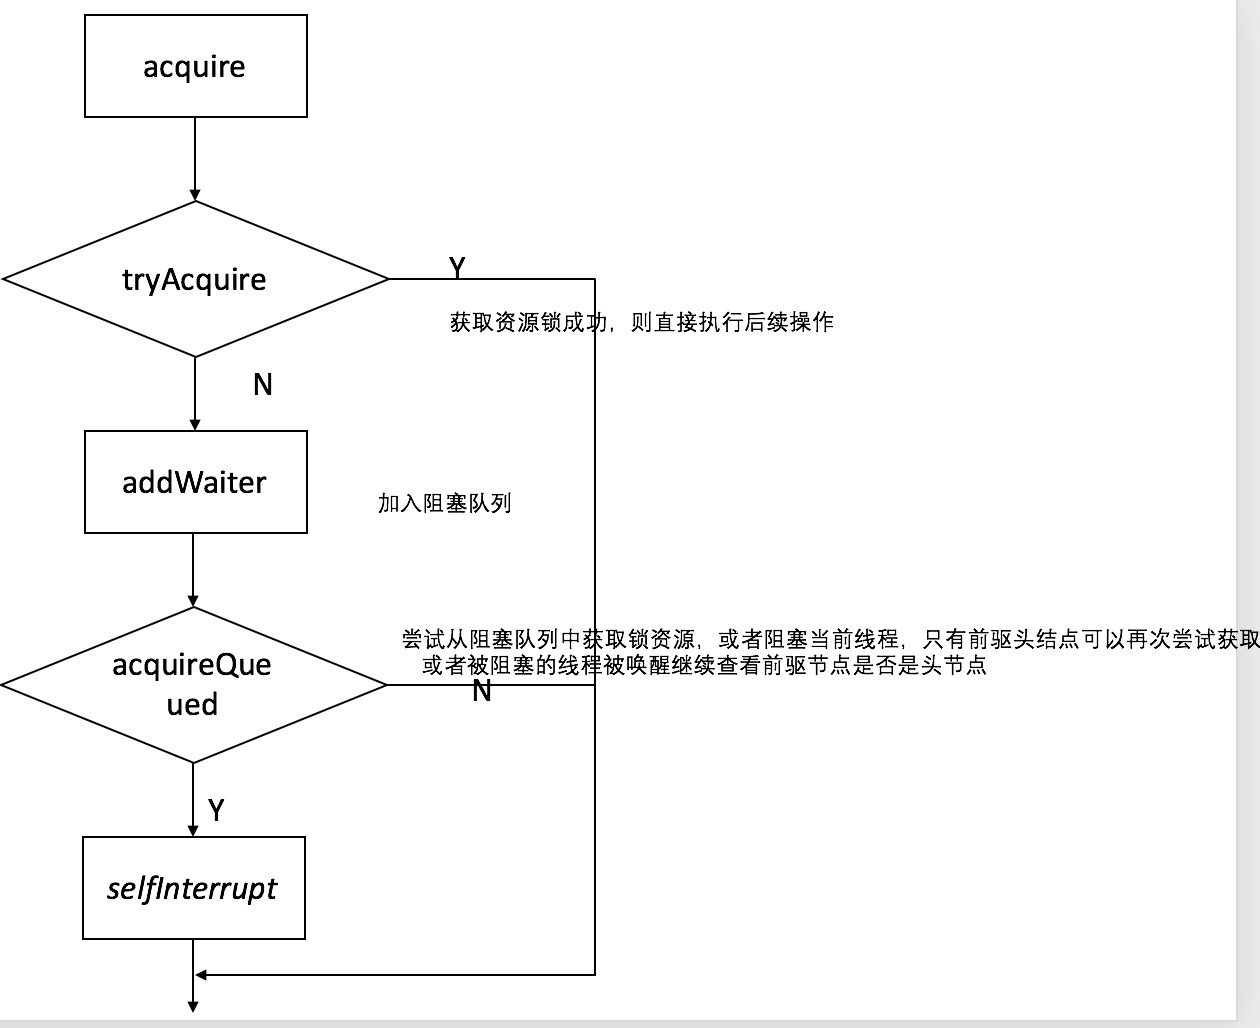 acquire
tryAcquire
Y
获取资源锁成功，则直接执行后续操作
N
addWaiter
加入阻塞队列
尝试从阻塞队列中获取锁资源，或者阻塞当前线程，只有前驱头结点可以再次尝试获取
或者被阻塞的线程被唤醒继续查看前驱节点是否是头节点
acquireQue
ued
N
Y
selfInterrupt